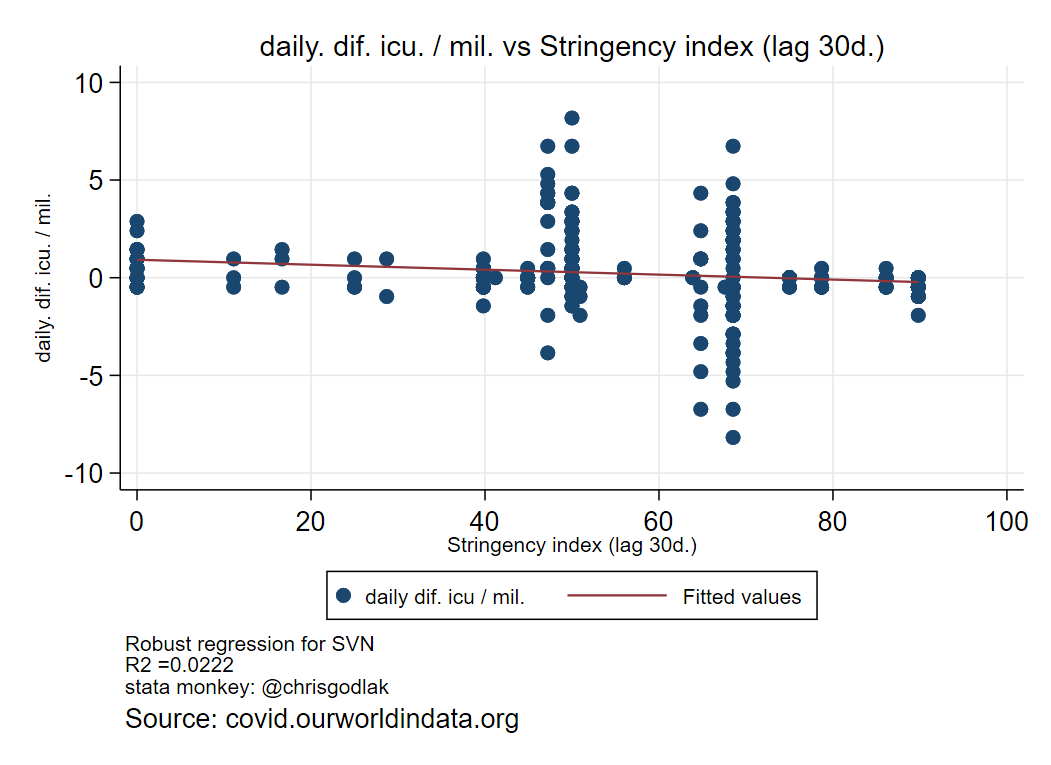 daily. dif. icu. / mil. vs Stringency index (lag 30d.)
daily. dif. icu. / mil.
10
5
0
-5
-10
0 20 40 60 80 100
Stringency index (lag 30d.)
daily dif. icu / mil. Fitted values
Robust regression for SVN
R2 =0.0222
stata monkey: @chrisgodlak
Source: covid.ourworldindata.org